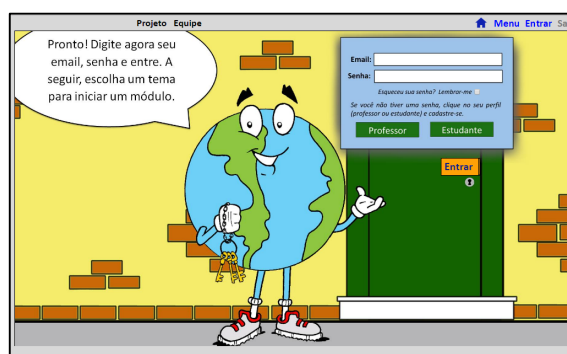 Projeto Equipe
Menu Entrar Sa
Pronto! Digite agora seu
email, senha e entre. A
seguir, escolha um tema
para iniciar um módulo.
Email:
Senha:
Esqueceu sua senha? Lembrar-me
Se você não tiver uma senha, clique no seu perfil
(professor ou estudante) e cadastre-se.
Professor Estudante
Entrar